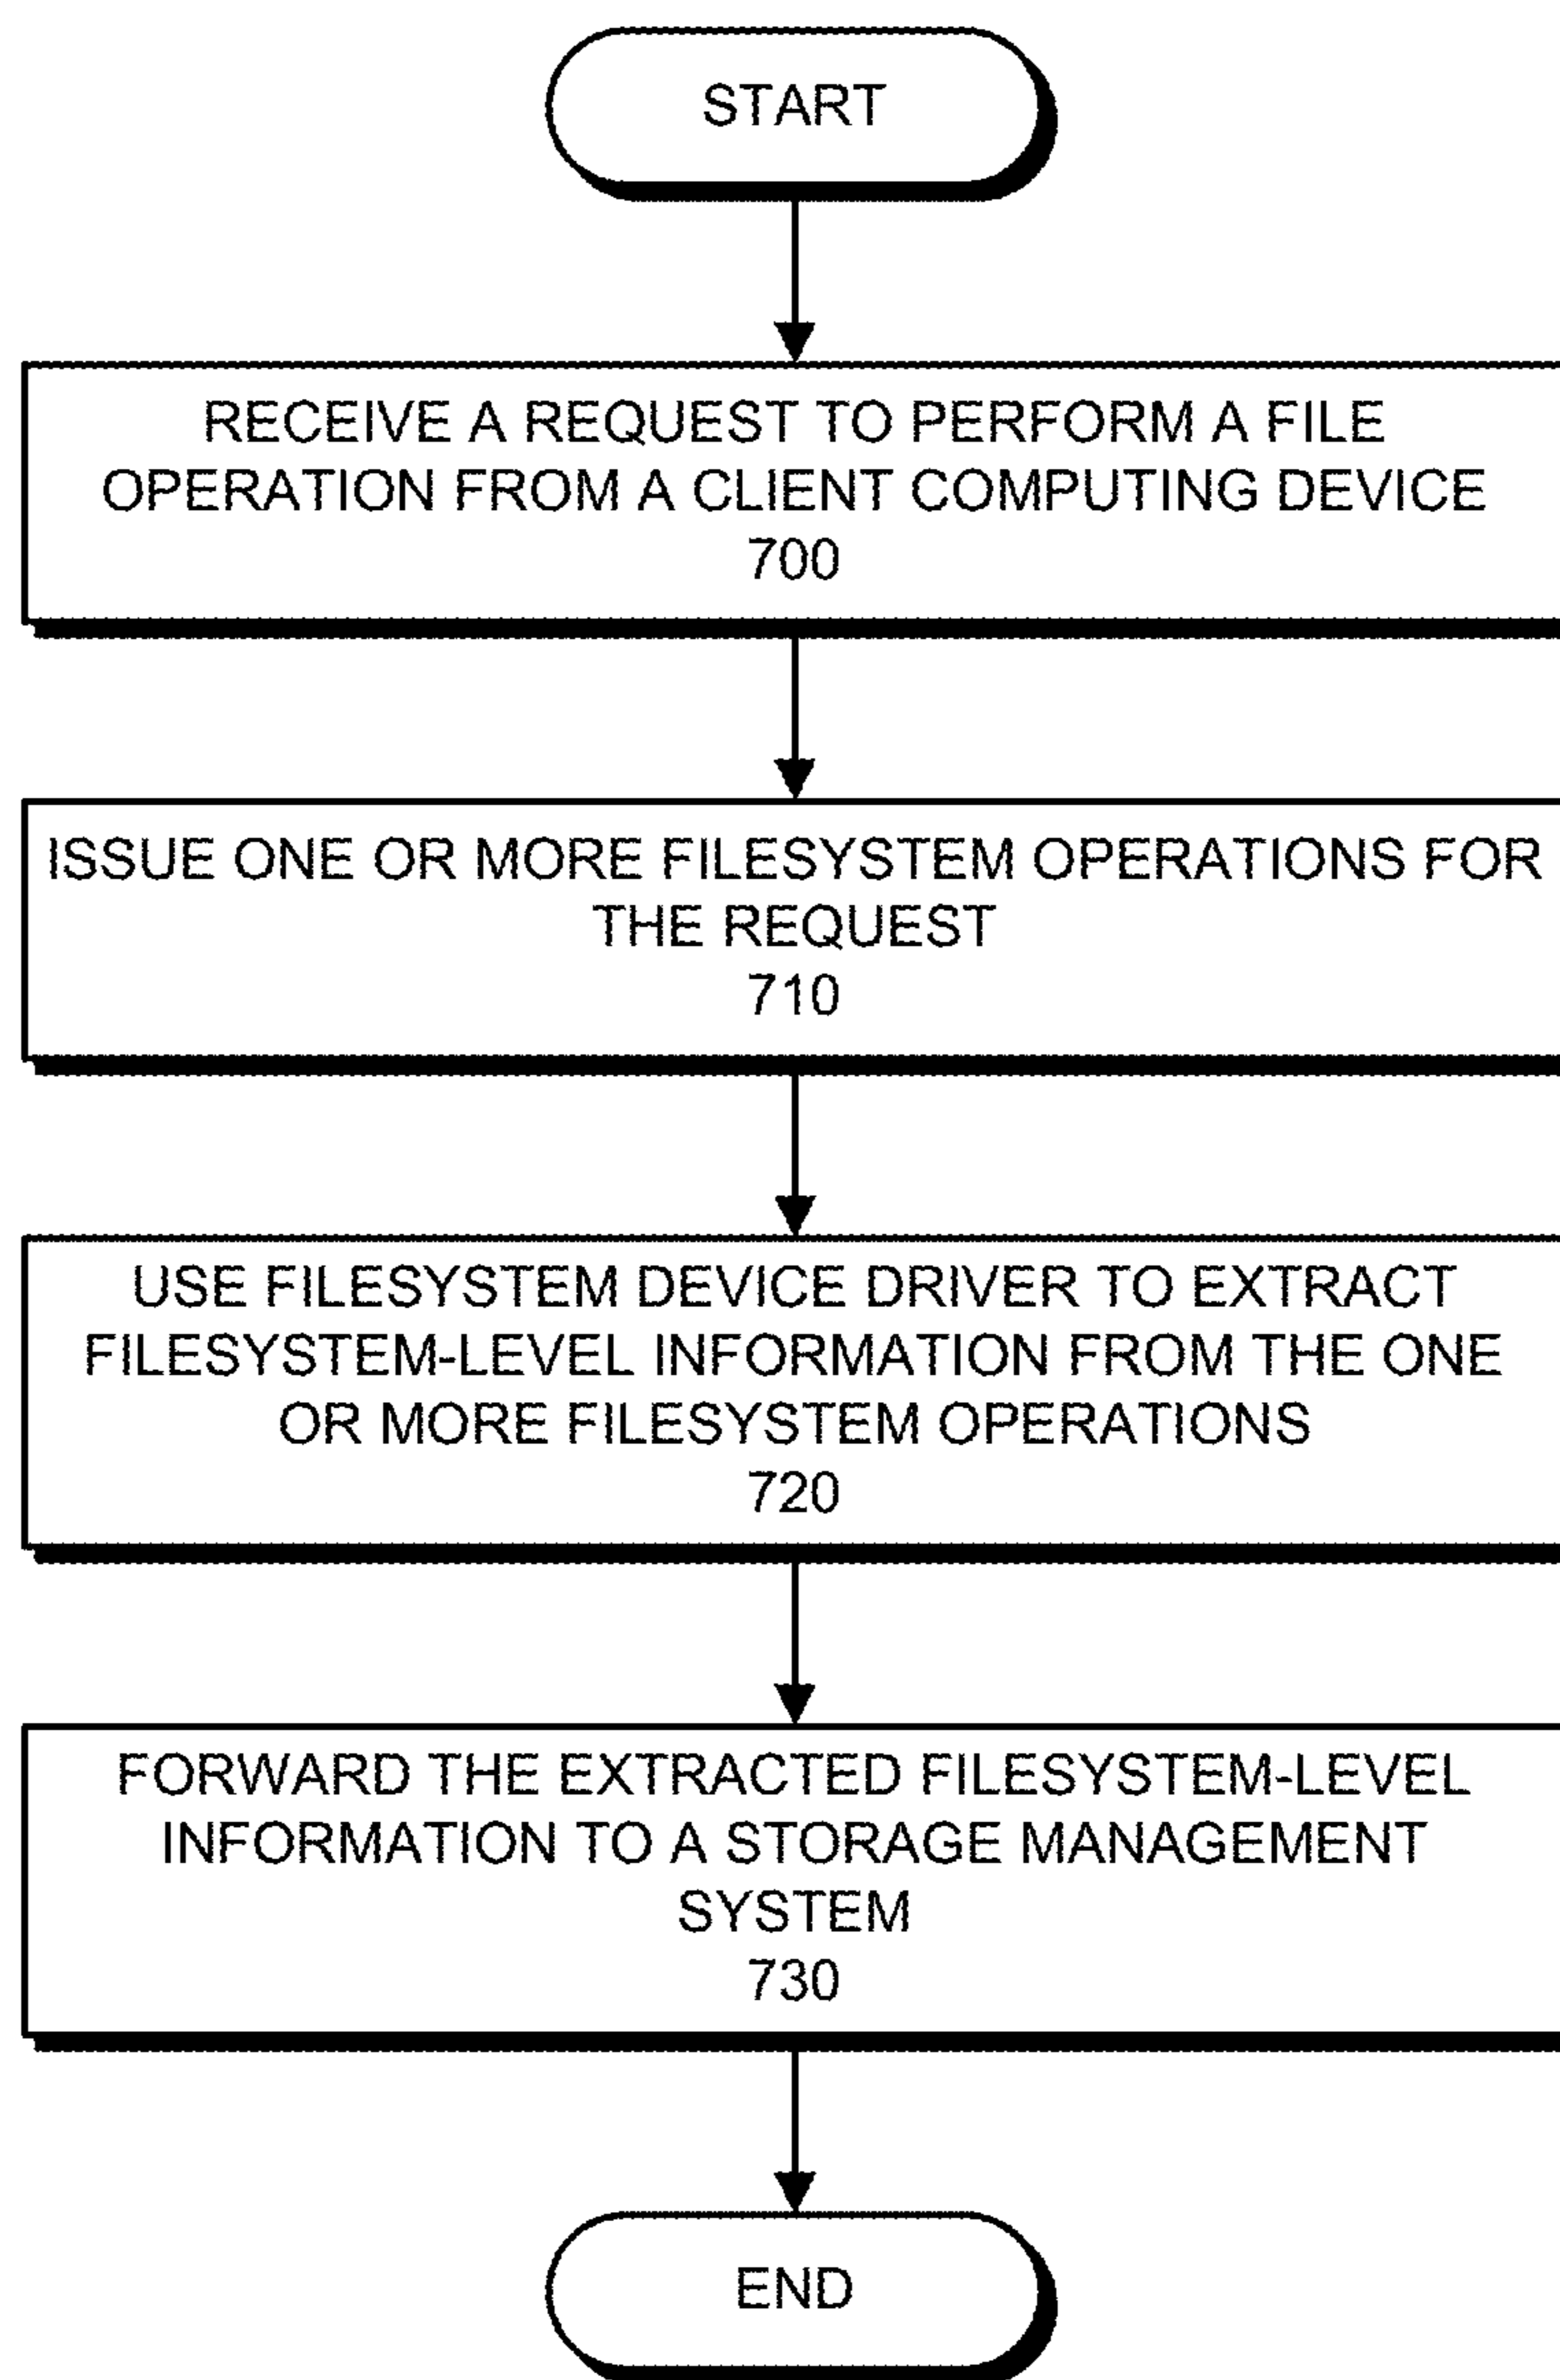 START
RECEIVE A REQUEST TO PERFORM A FILE
OPERATION FROM A CLIENT COMPUTING DEVICE
700
ISSUE ONE OR MORE FILESYSTEM OPERATIONS FOR
THE REQUEST
710
USE FILESYSTEM DEVICE DRIVER TO EXTRACT
FILESYSTEM-LEVEL INFORMATION FROM THE ONE
OR MORE FILESYSTEM OPERATIONS
720
FORWARD THE EXTRACTED FILESYSTEM-LEVEL
INFORMATION TO A STORAGE MANAGEMENT
SYSTEM
730
END